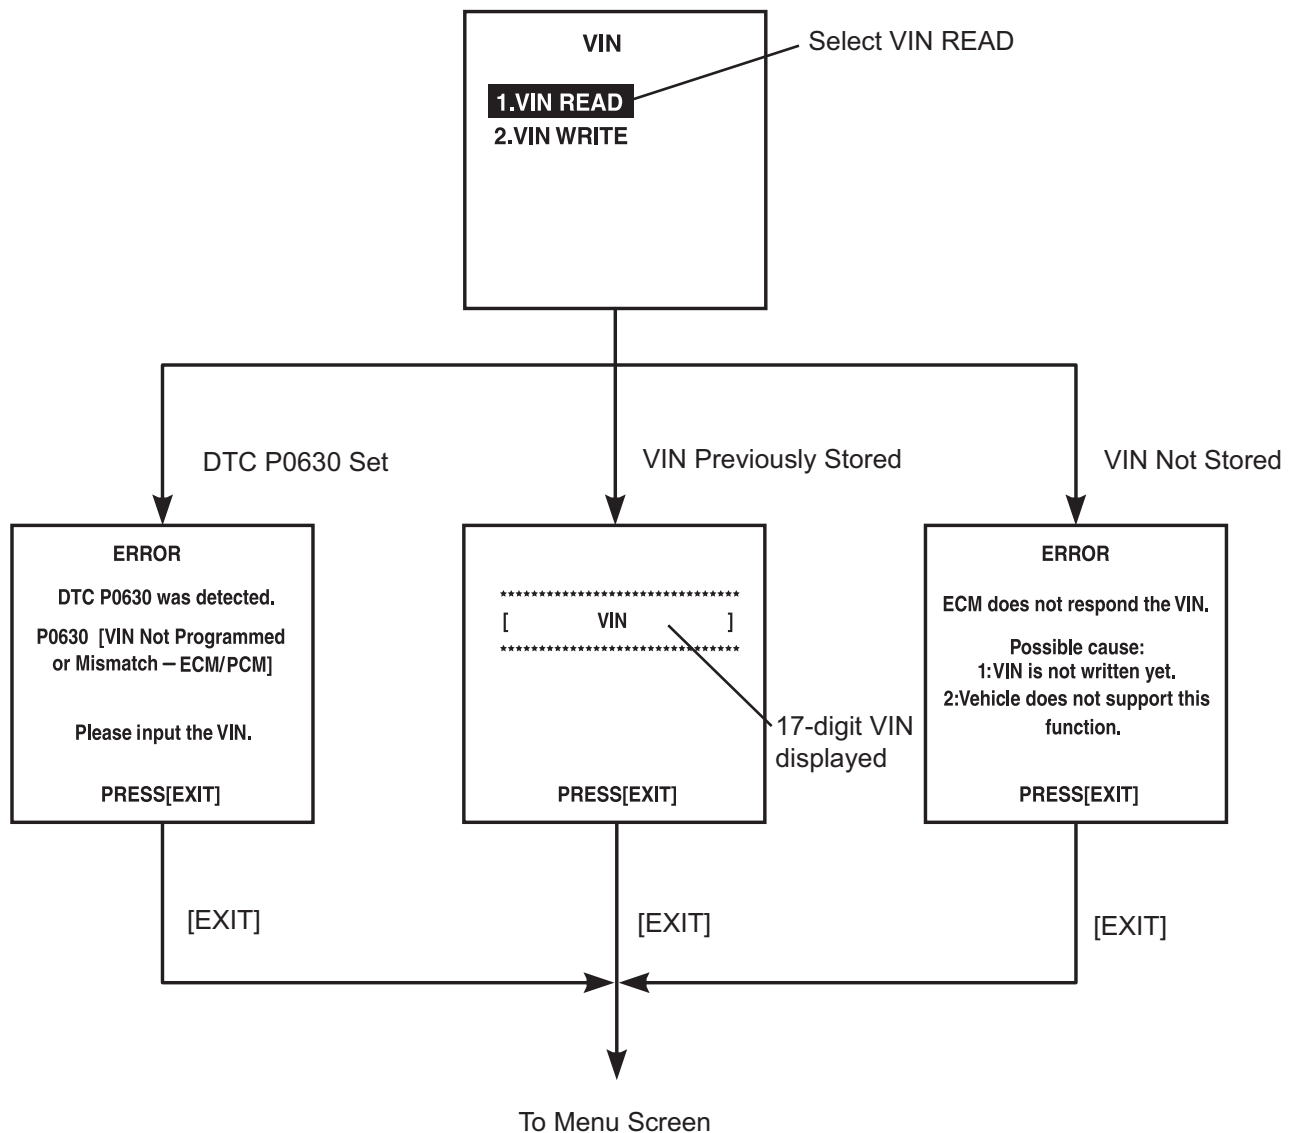 VIN
Select VIN READ
1.VIN READ
2.VIN WRITE
DTC P0630 Set
VIN Previously Stored
VIN Not Stored
ERROR
DTC P0630 was detected.
P0630 [VIN Not Programmed
or Mismatch – ECM/PCM]
Please input the VIN.
PRESS[EXIT]
*******************************
[ VIN ]
*******************************
17-digit VIN
displayed
PRESS[EXIT]
ERROR
ECM does not respond the VIN.
Possible cause:
1:VIN is not written yet.
2:Vehicle does not support this
function.
PRESS[EXIT]
[EXIT]
[EXIT]
[EXIT]
To Menu Screen